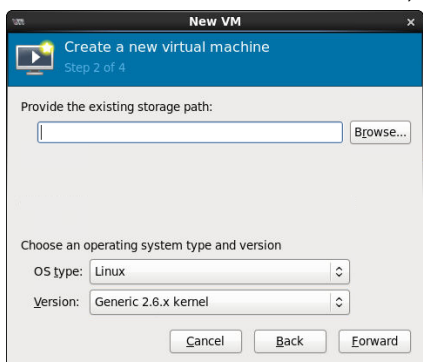 New VM
Create a new virtual machine
Step 2 of 4
Provide the existing storage path:
Browse...
Choose an operating system type and version
OS type: Linux
Version: Generic 2.6.x kernel
Cancel Back Forward